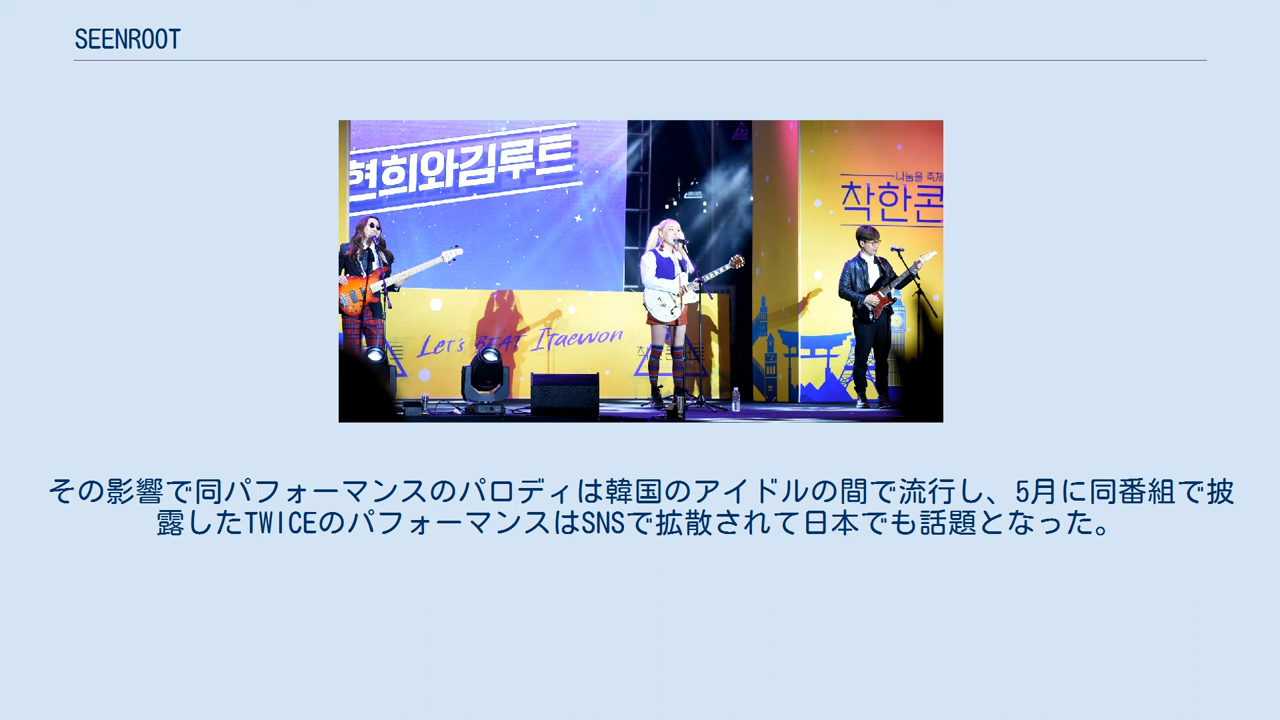 SEENROOT
현희와김루트
나눔을 축제
착한콘
Let's BEAT Itaewon
その影響で同パフォーマンスのパロディは韓国のアイドルの間で流行し、5月に同番組で披
露したTWICEのパフォーマンスはSNSで拡散されて日本でも話題となった。